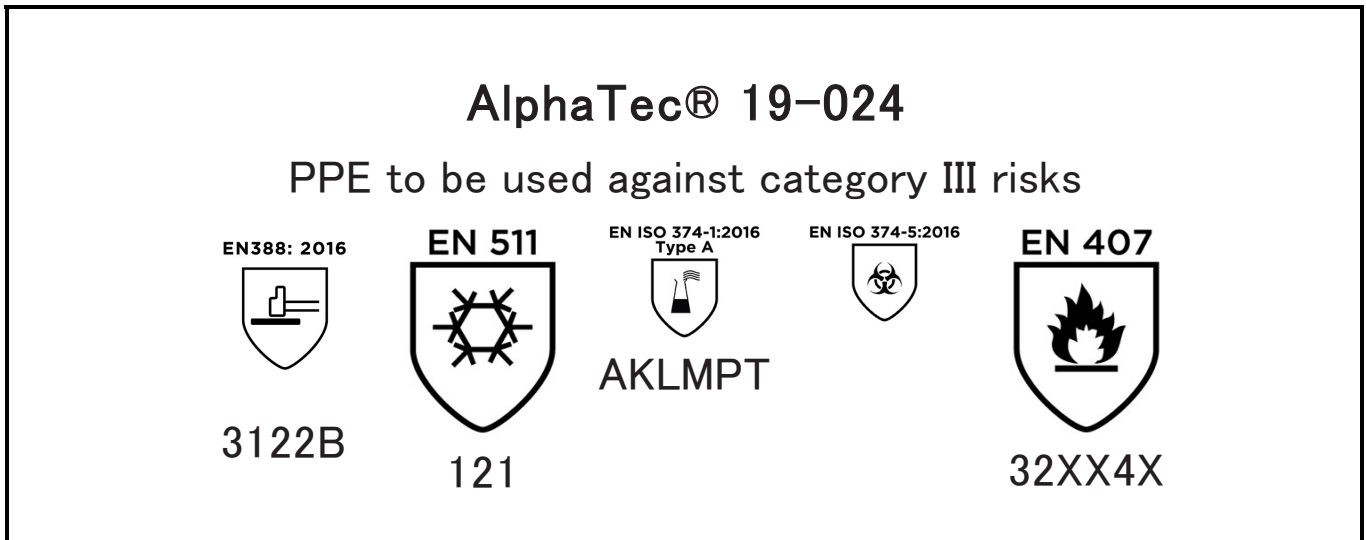 AlphaTec® 19-024
PPE to be used against category III risks
EN388: 2016
EN 511
EN ISO 374-1:2016
Type A
EN ISO 374-5:2016
EN 407
3122B
121
AKLMPT
32XX4X